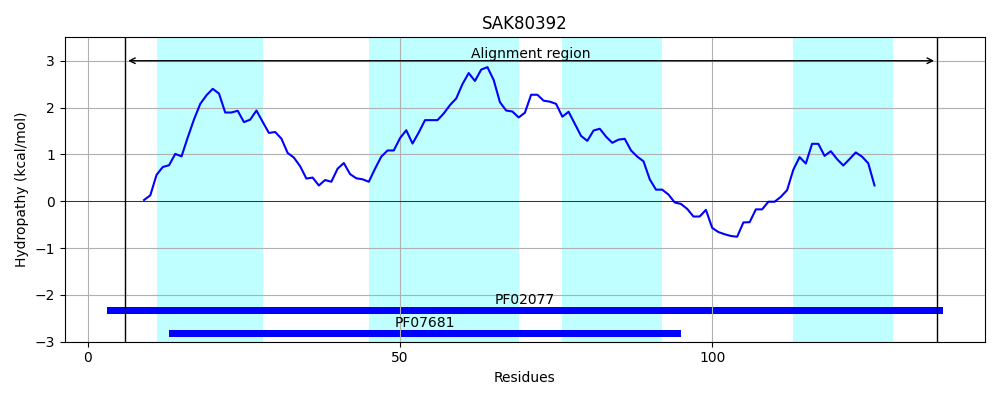 SAK80392
Alignment region
3
2
1
0
−1
−2
−3
Hydropathy (kcal/mol)
PF02077
PF07681
0
50
100
Residues